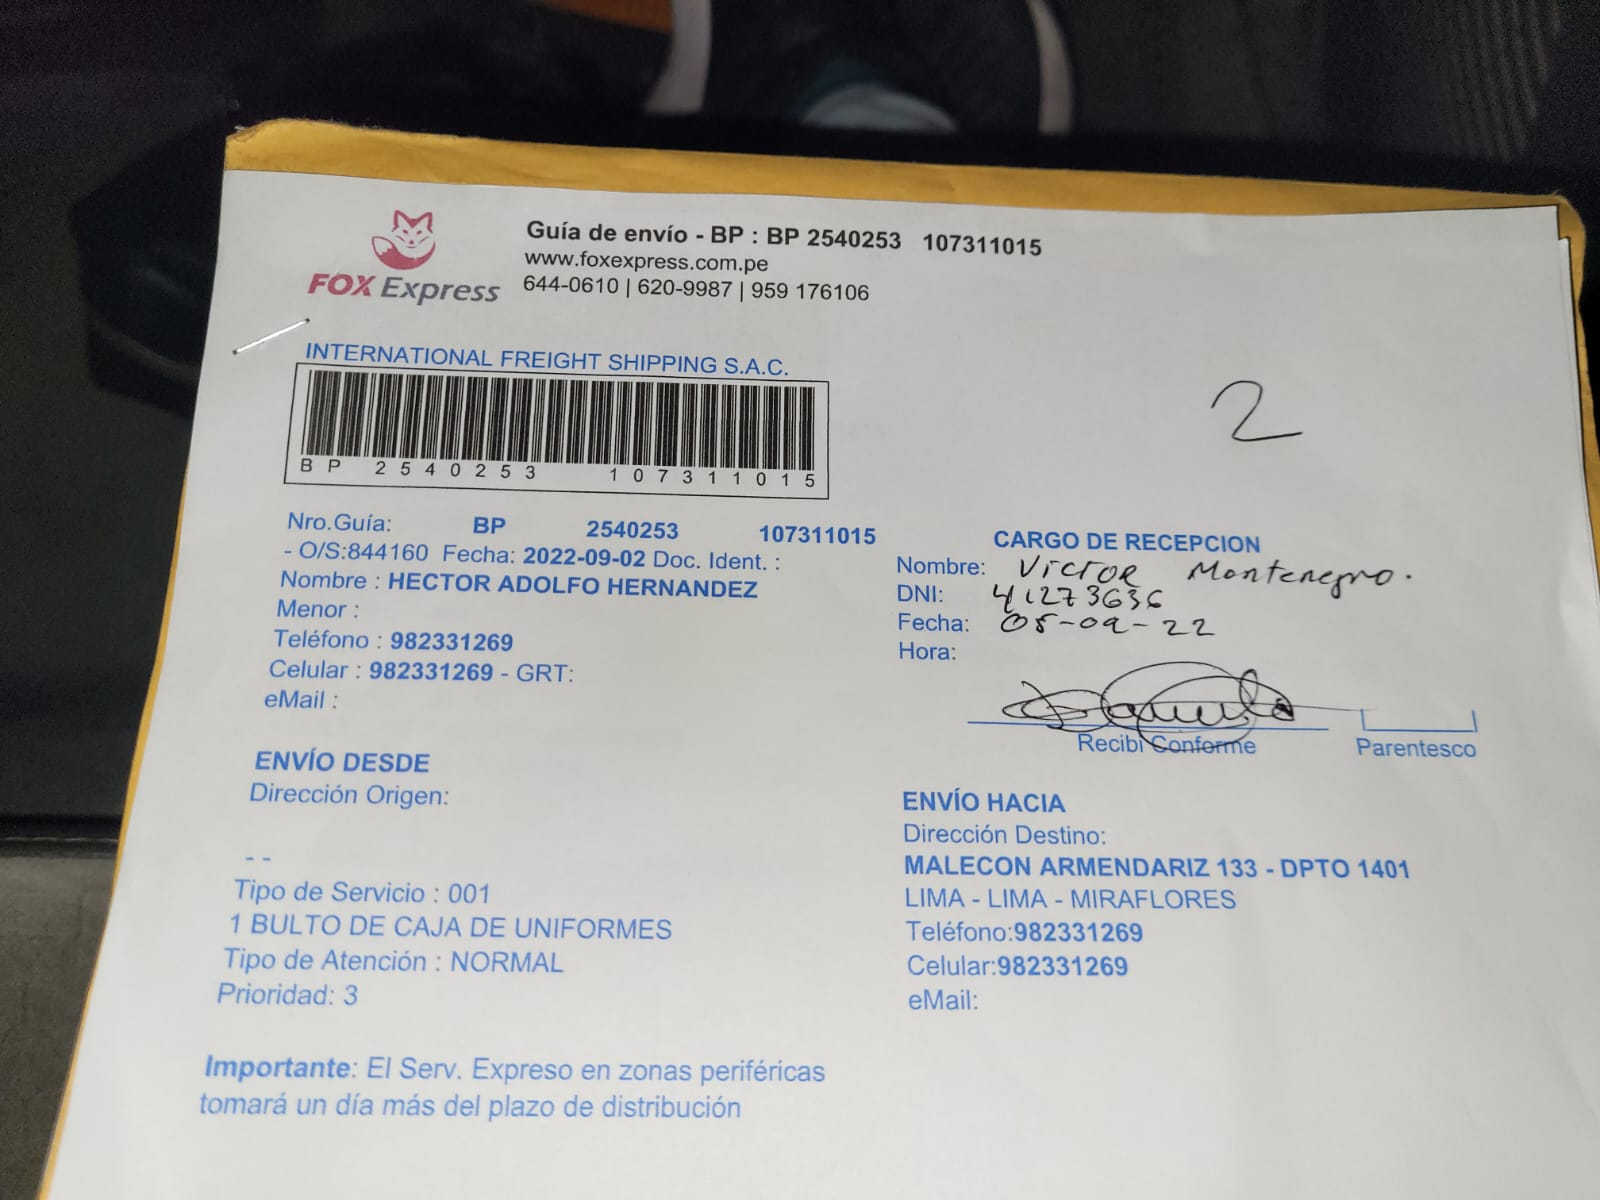 FOX Express
Guía de envío - BP : BP 2540253 107311015
www.foxexpress.com.pe
644-0610 | 620-9987 | 959 176106
INTERNATIONAL FREIGHT SHIPPING S.A.C.
BP 2540253 107311015
2
Nro.Guía: BP 2540253 107311015
- O/S:844160 Fecha: 2022-09-02 Doc. Ident. :
Nombre : HECTOR ADOLFO HERNANDEZ
Menor :
Teléfono : 982331269
Celular : 982331269 - GRT:
eMail :
CARGO DE RECEPCION
Nombre: Victor Montenegro.
DNI: 41273636
Fecha: 05-09-22
Hora:
Recibi Conforme Parentesco
ENVÍO DESDE
Dirección Origen:
- -
Tipo de Servicio : 001
1 BULTO DE CAJA DE UNIFORMES
Tipo de Atención : NORMAL
Prioridad: 3
ENVÍO HACIA
Dirección Destino:
MALECON ARMENDARIZ 133 - DPTO 1401
LIMA - LIMA - MIRAFLORES
Teléfono:982331269
Celular:982331269
eMail:
Importante: El Serv. Expreso en zonas periféricas
tomará un día más del plazo de distribución